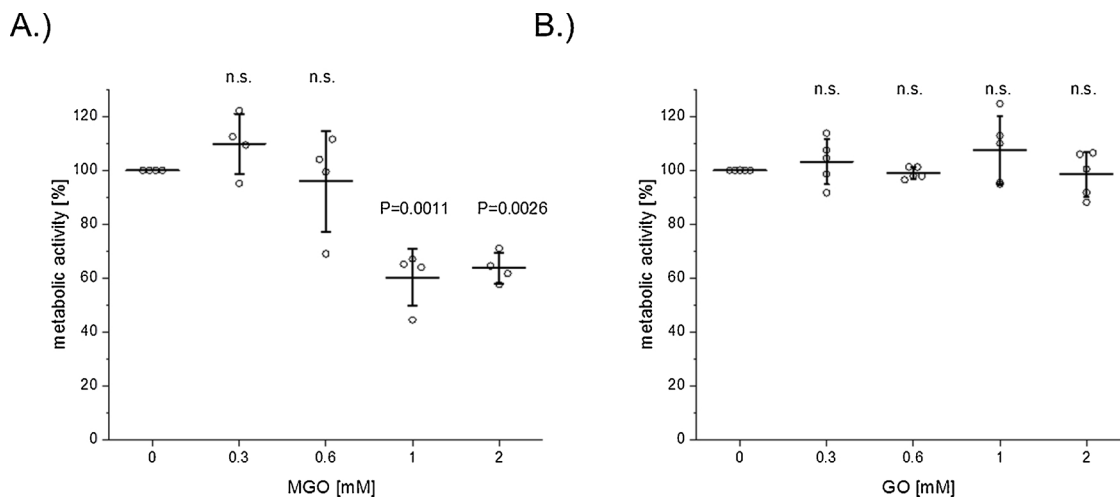 A.)
n.s.
n.s.
P=0.0011
P=0.0026
metabolic activity [%]
120
100
80
60
40
20
0
0
0.3
0.6
1
2
MGO [mM]
B.)
n.s.
n.s.
n.s.
n.s.
metabolic activity [%]
120
100
80
60
40
20
0
0
0.3
0.6
1
2
GO [mM]